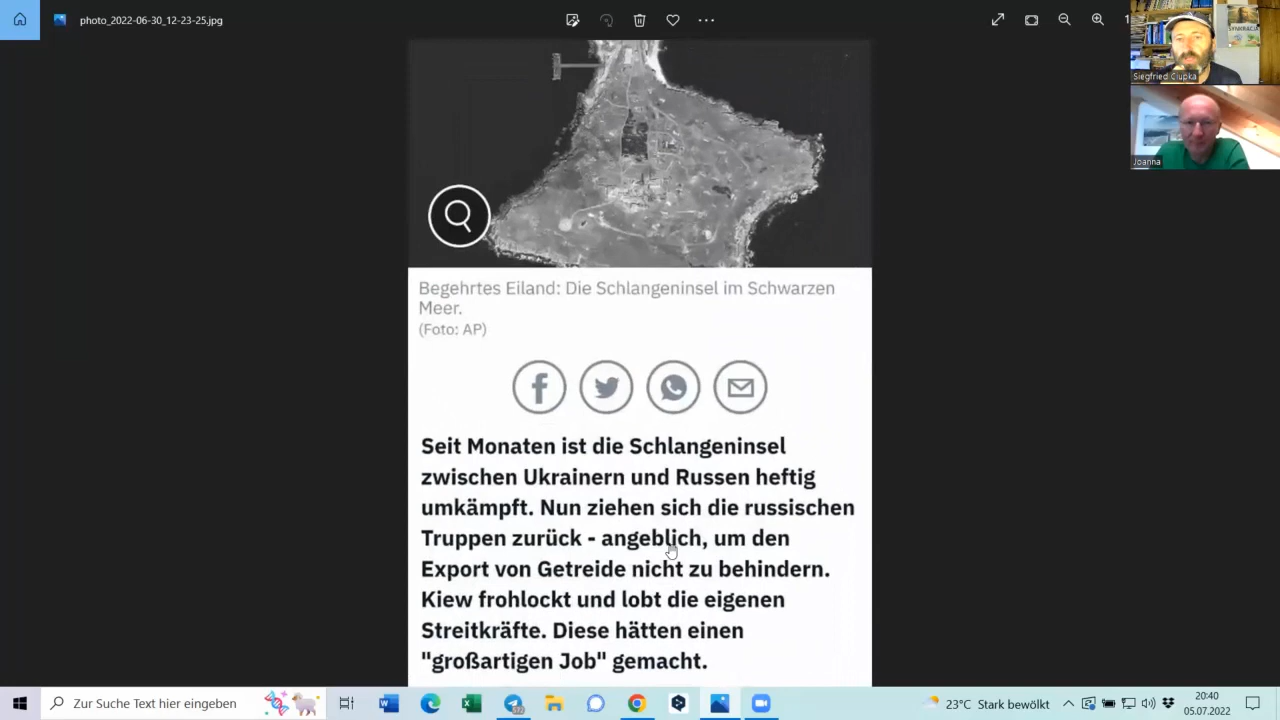 photo_2022-06-30_12-23-25.jpg
SYNKRACJA
Siegfried Ciupka
Joanna
Begehrtes Eiland: Die Schlangeninsel im Schwarzen
Meer.
(Foto: AP)
Seit Monaten ist die Schlangeninsel
zwischen Ukrainern und Russen heftig
umkämpft. Nun ziehen sich die russischen
Truppen zurück - angeblich, um den
Export von Getreide nicht zu behindern.
Kiew frohlockt und lobt die eigenen
Streitkräfte. Diese hätten einen
"großartigen Job" gemacht.
Zur Suche Text hier eingeben
23°C Stark bewölkt
20:40
05.07.2022